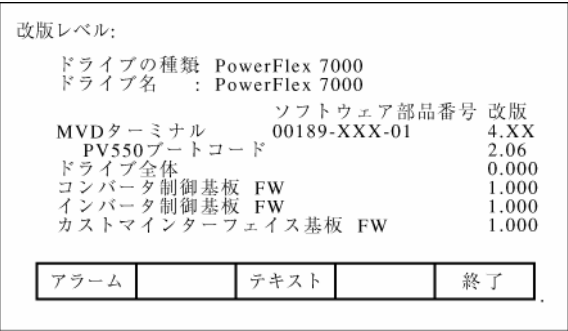 改版レベル:
ドライブの種類: PowerFlex 7000
ドライブ名 : PowerFlex 7000
ソフトウェア部品番号 改版
MVDターミナル 00189-XXX-01 4.XX
PV550ブートコード 2.06
ドライブ全体 0.000
コンバータ制御基板 FW 1.000
インバータ制御基板 FW 1.000
カストマインターフェイス基板 FW 1.000
アラーム テキスト 終了